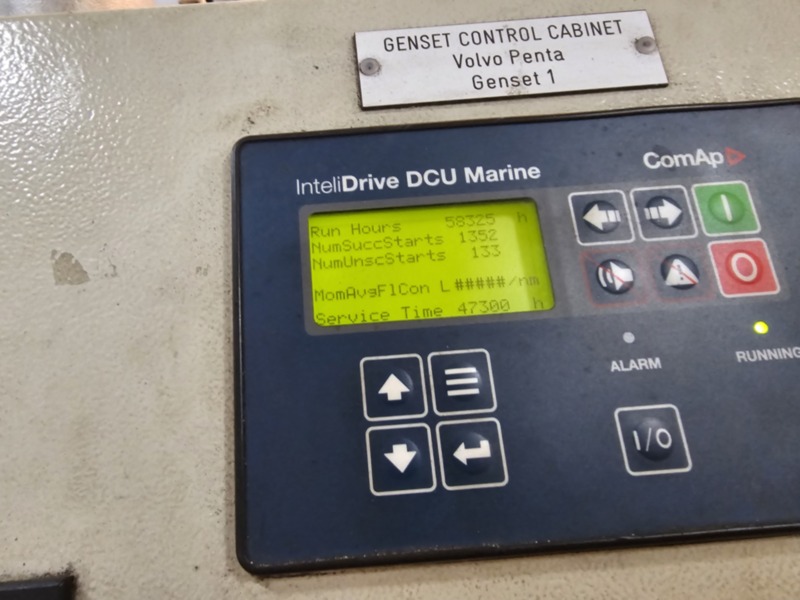 GENSET CONTROL CABINET
Volvo Penta
Genset 1
ComAp
InteliDrive DCU Marine
Run Hours 58325 h
NumSuccStarts 1352
NumUnscStarts 133
MomAvgFlCon L #####/nm
Service Time 47300 h
ALARM
RUNNING
I/O